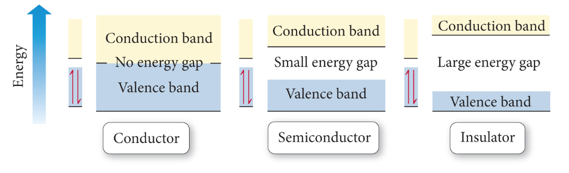 Energy
Conduction band
No energy gap
Valence band
Conductor
Conduction band
Small energy gap
Valence band
Semiconductor
Conduction band
Large energy gap
Valence band
Insulator